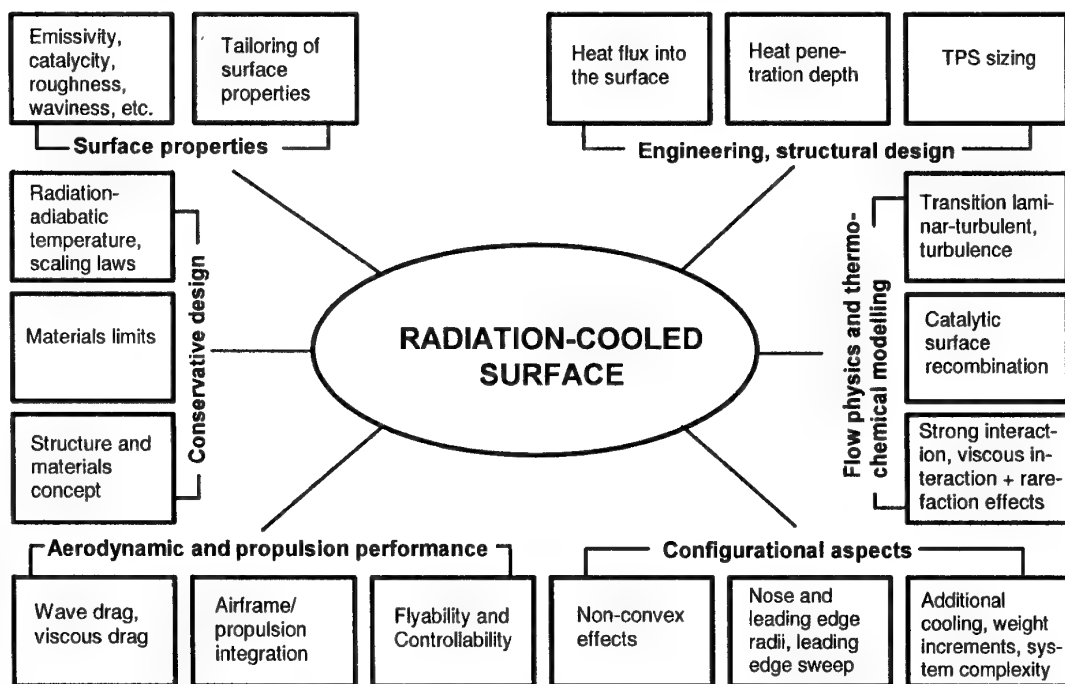 Emissivity,
catalycity,
roughness,
waviness, etc.
Tailoring of
surface
properties
Surface properties
Heat flux into
the surface
Heat pene-
tration depth
TPS sizing
Engineering, structural design
Radiation-
adiabatic
temperature,
scaling laws
Materials limits
Structure and
materials
concept
Conservative design
RADIATION-COOLED
SURFACE
Flow physics and thermo-
chemical modelling
Transition lami-
nar-turbulent,
turbulence
Catalytic
surface
recombination
Strong interact-
ion, viscous in-
teraction + rare-
faction effects
Aerodynamic and propulsion performance
Wave drag,
viscous drag
Airframe/
propulsion
integration
Flyability and
Controllability
Configurational aspects
Non-convex
effects
Nose and
leading edge
radii, leading
edge sweep
Additional
cooling, weight
increments, sys-
tem complexity